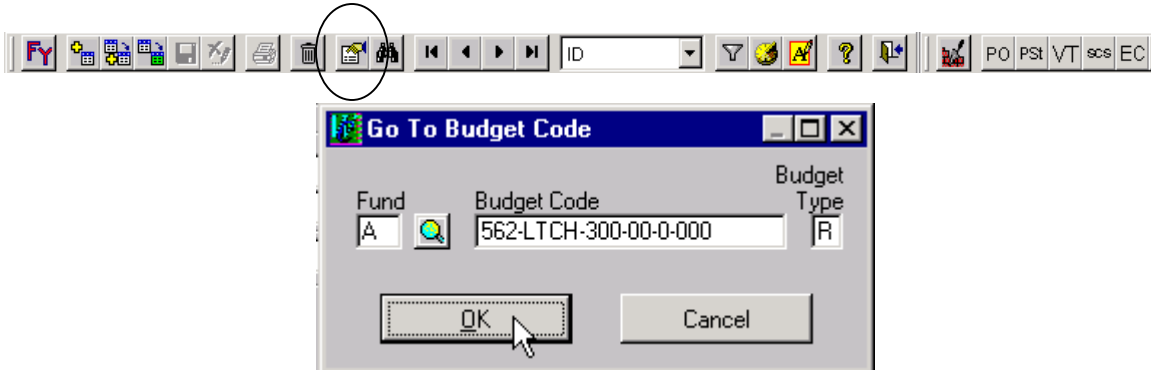 FY ID ? PO PSt VT scs EC
Go To Budget Code
Budget
Fund Budget Code Type
A 562-LTCH-300-00-0-000 R
OK Cancel